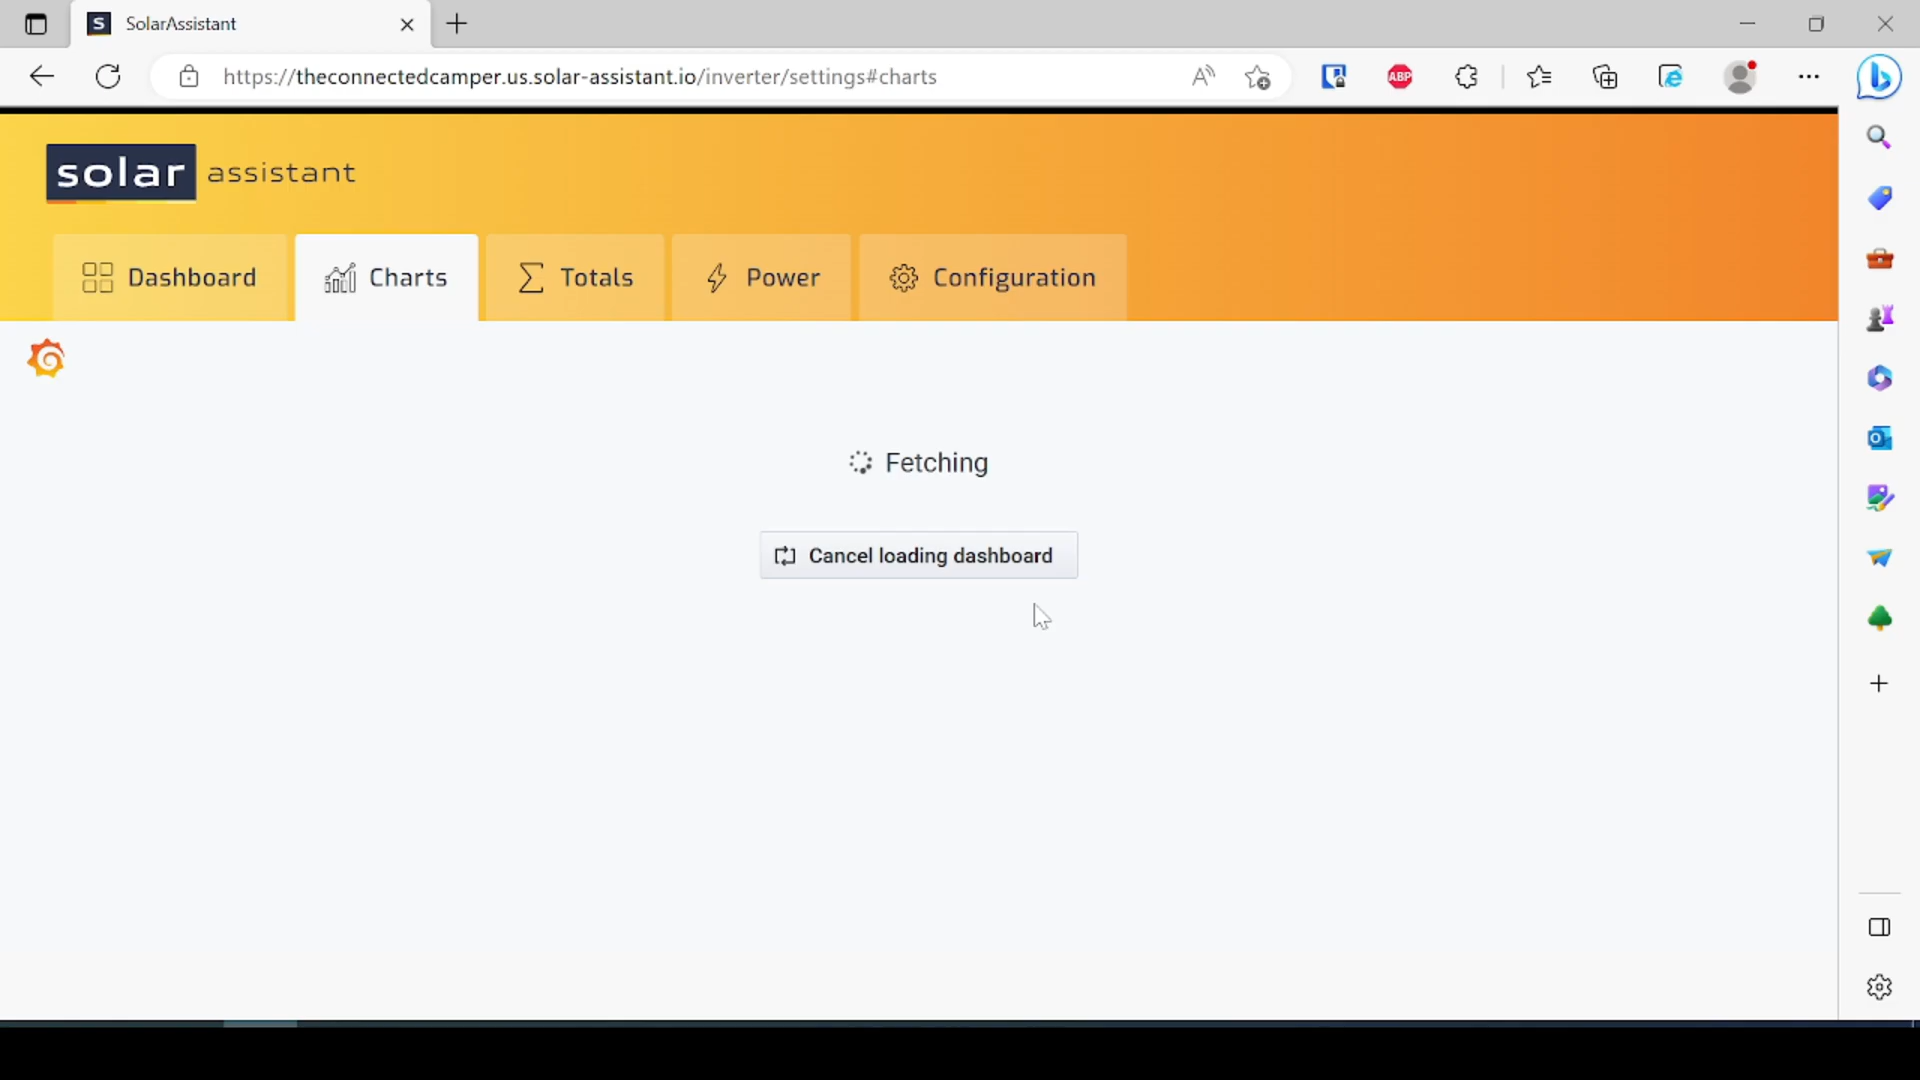 S SolarAssistant
https://theconnectedcamper.us.solar-assistant.io/inverter/settings#charts
A
ABP
solar assistant
Dashboard
Charts
Totals
Power
Configuration
Fetching
Cancel loading dashboard